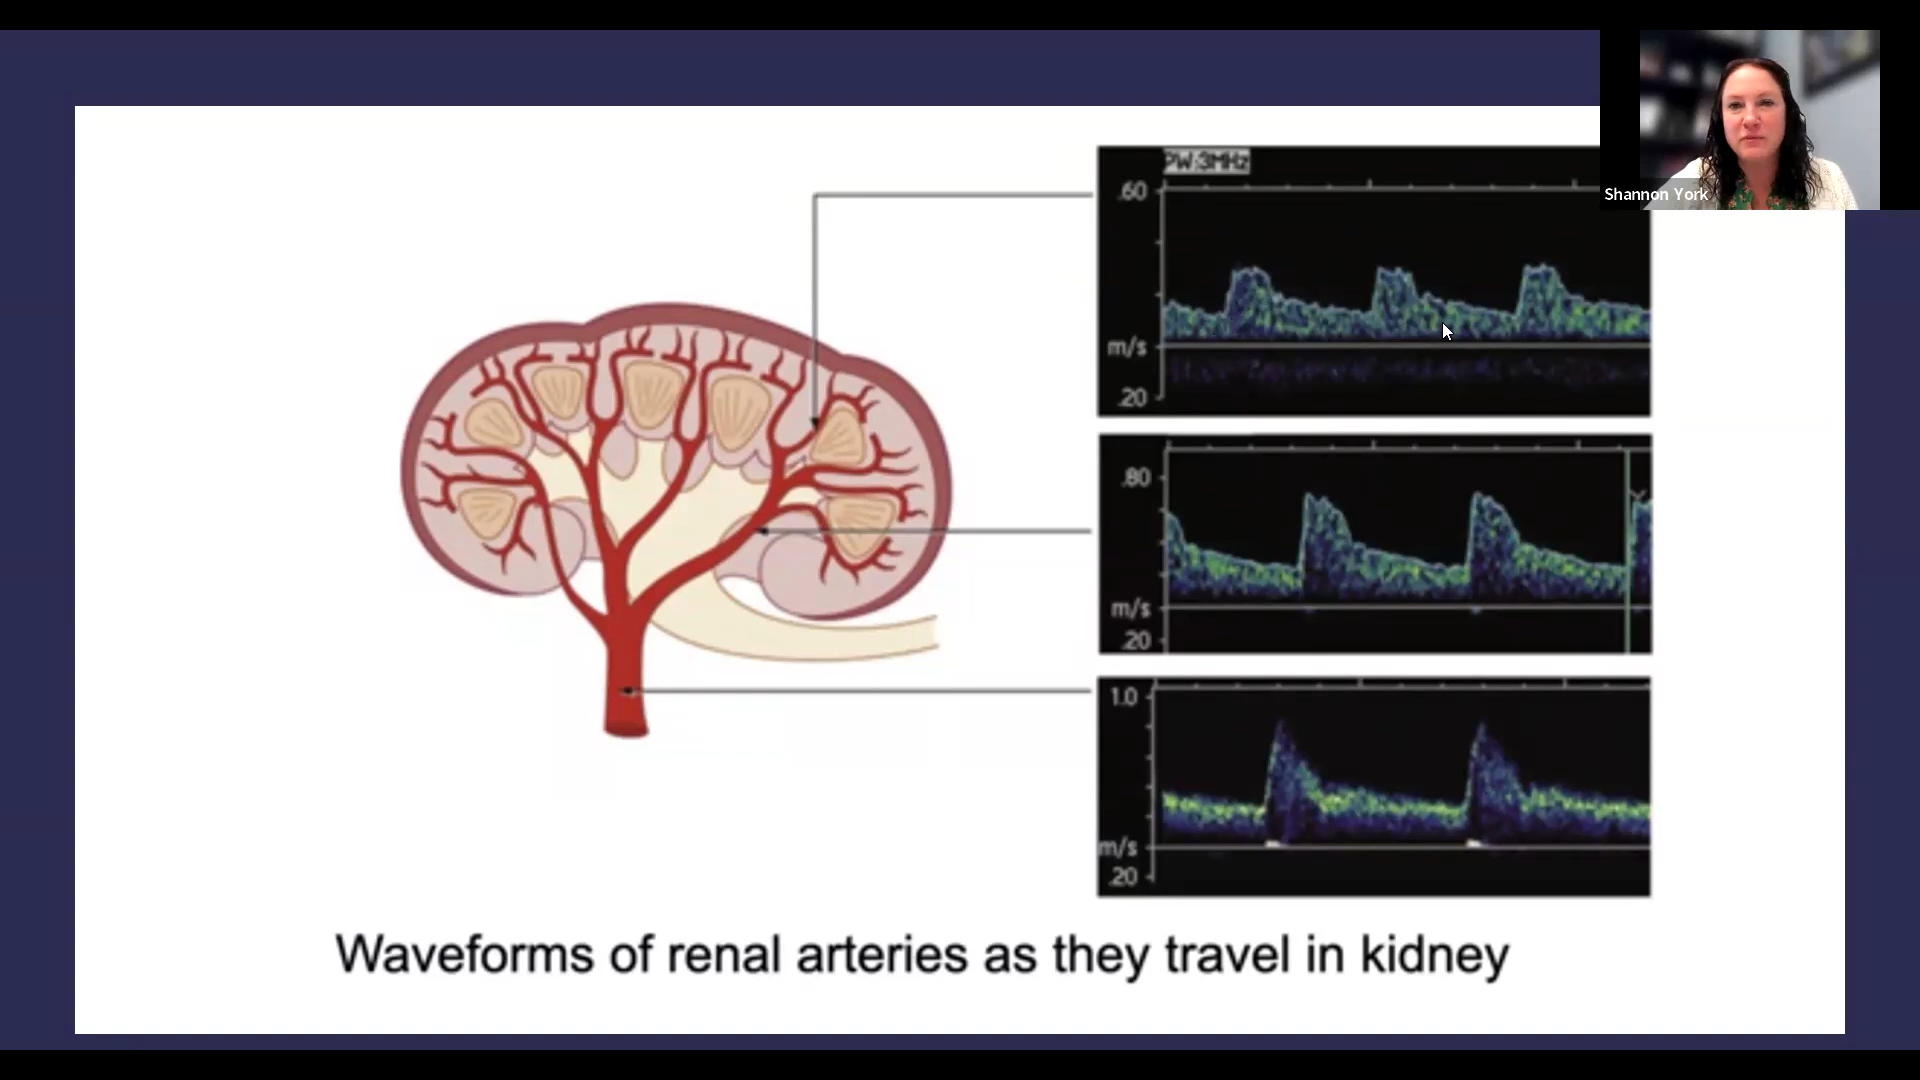 PW:3MHz
.60
m/s
.20
.80
m/s
.20
1.0
m/s
.20
Shannon York
Waveforms of renal arteries as they travel in kidney